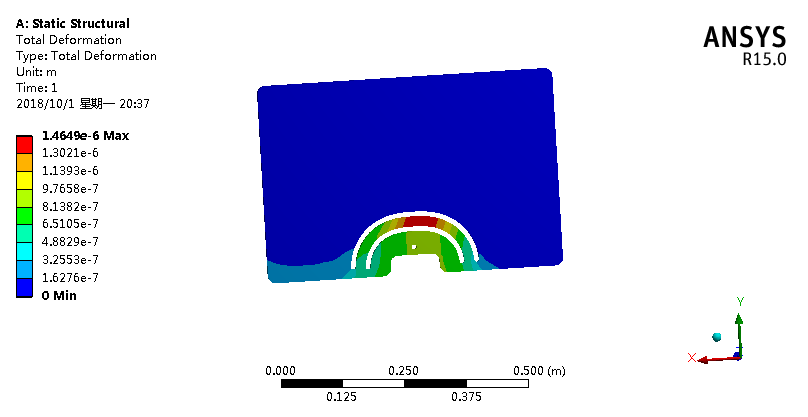 A: Static Structural
Total Deformation
Type: Total Deformation
Unit: m
Time: 1
2018/10/1 星期一 20:37
1.4649e-6 Max
1.3021e-6
1.1393e-6
9.7658e-7
8.1382e-7
6.5105e-7
4.8829e-7
3.2553e-7
1.6276e-7
0 Min
ANSYS
R15.0
Y
X
0.000 0.250 0.500 (m)
0.125 0.375